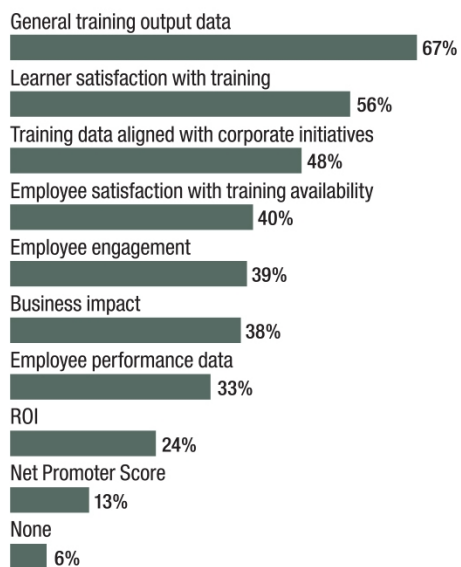 General training output data
67%
Learner satisfaction with training
56%
Training data aligned with corporate initiatives
48%
Employee satisfaction with training availability
40%
Employee engagement
39%
Business impact
38%
Employee performance data
33%
ROI
24%
Net Promoter Score
13%
None
6%